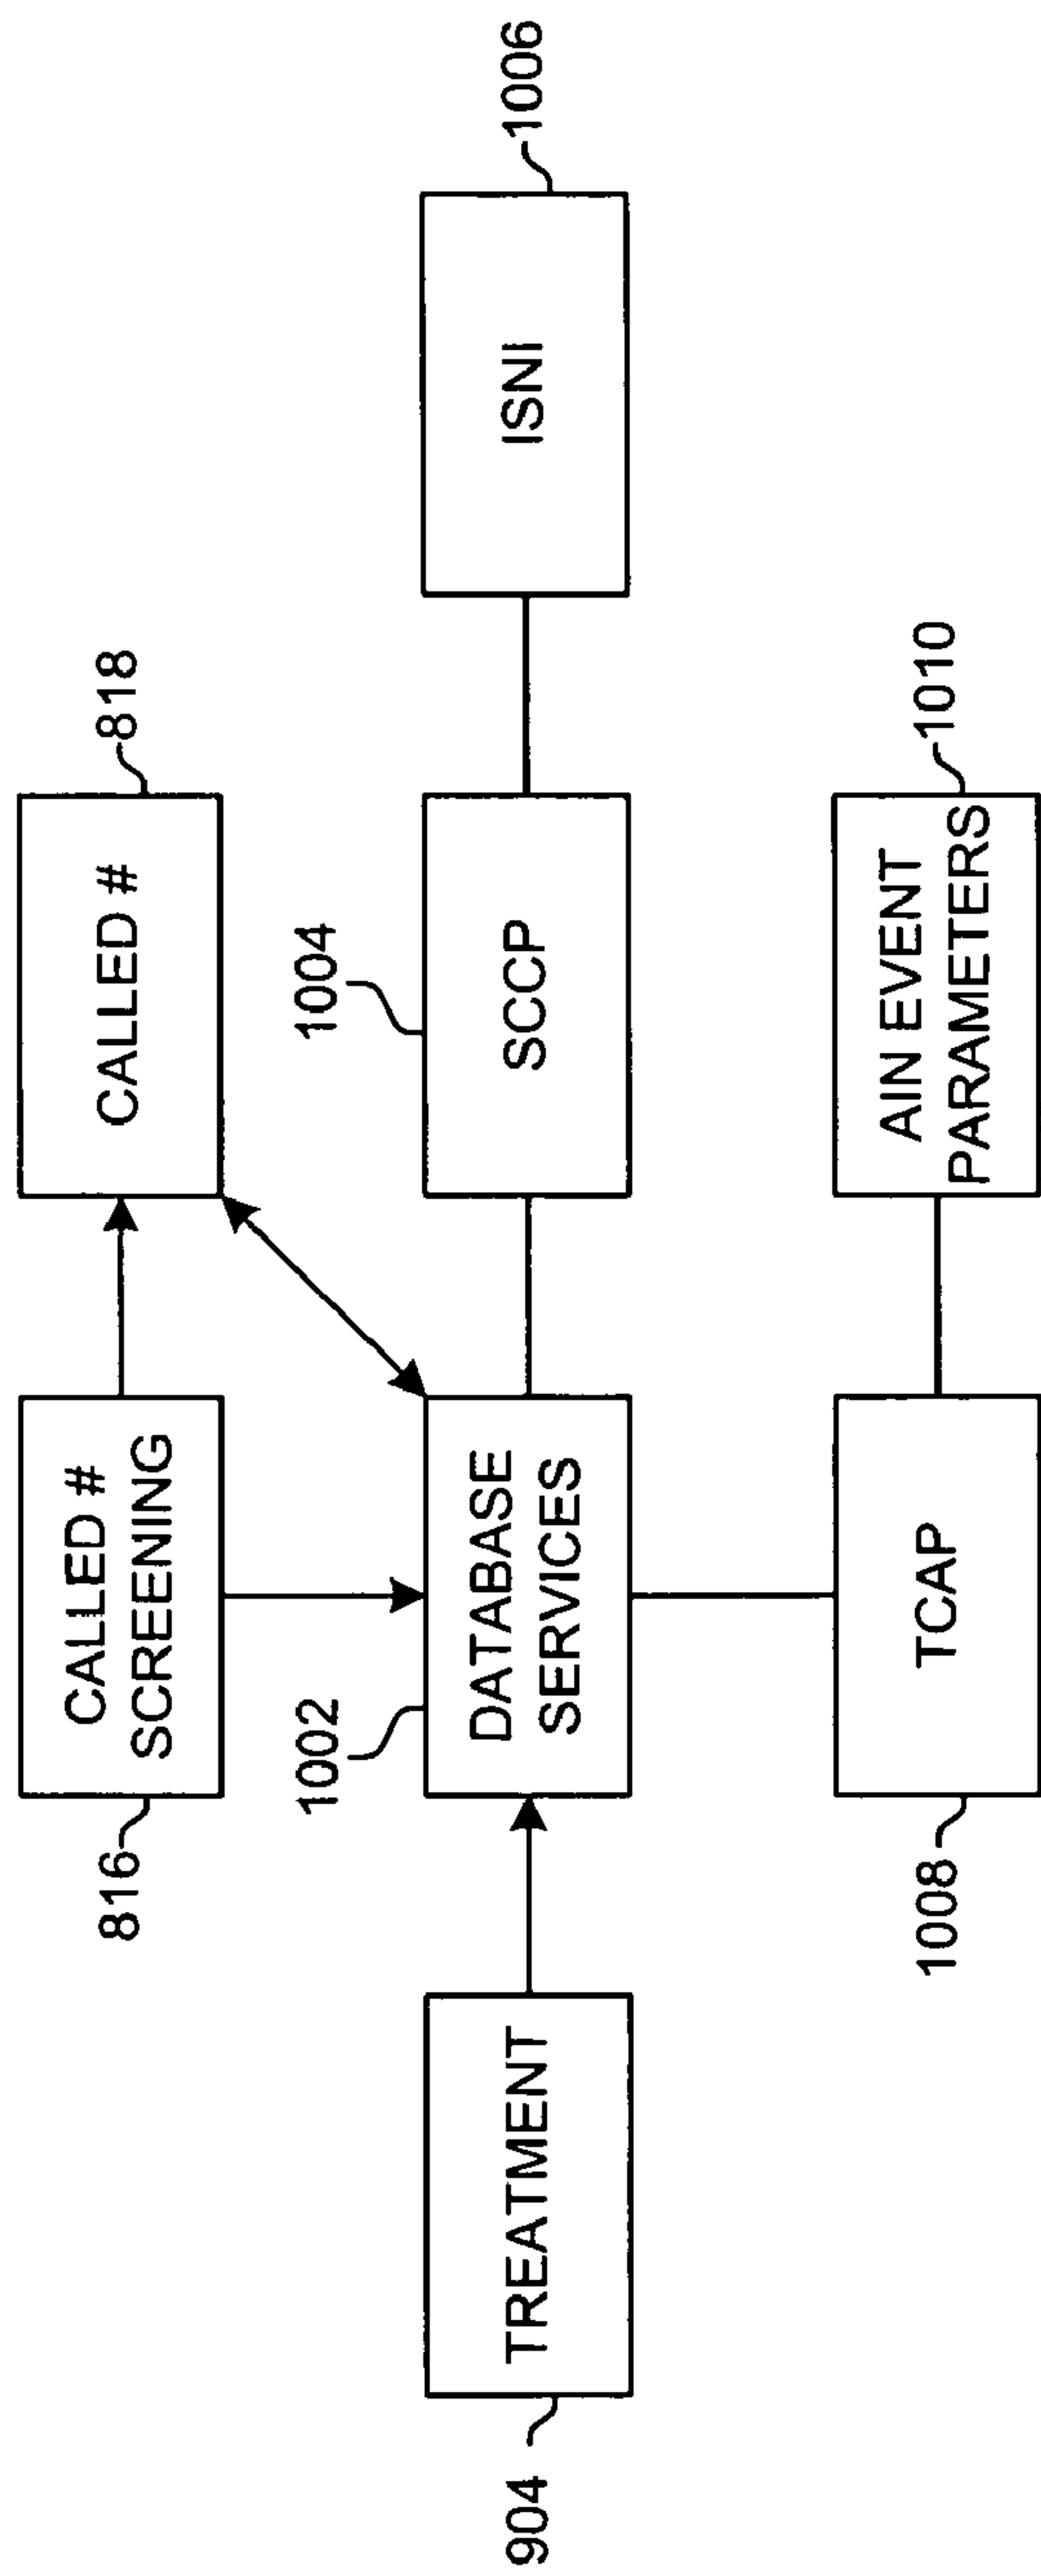 816
CALLED #
SCREENING
CALLED #
818
904
TREATMENT
1002
DATABASE
SERVICES
1004
SCCP
ISNI
1006
1008
TCAP
AIN EVENT
PARAMETERS
1010